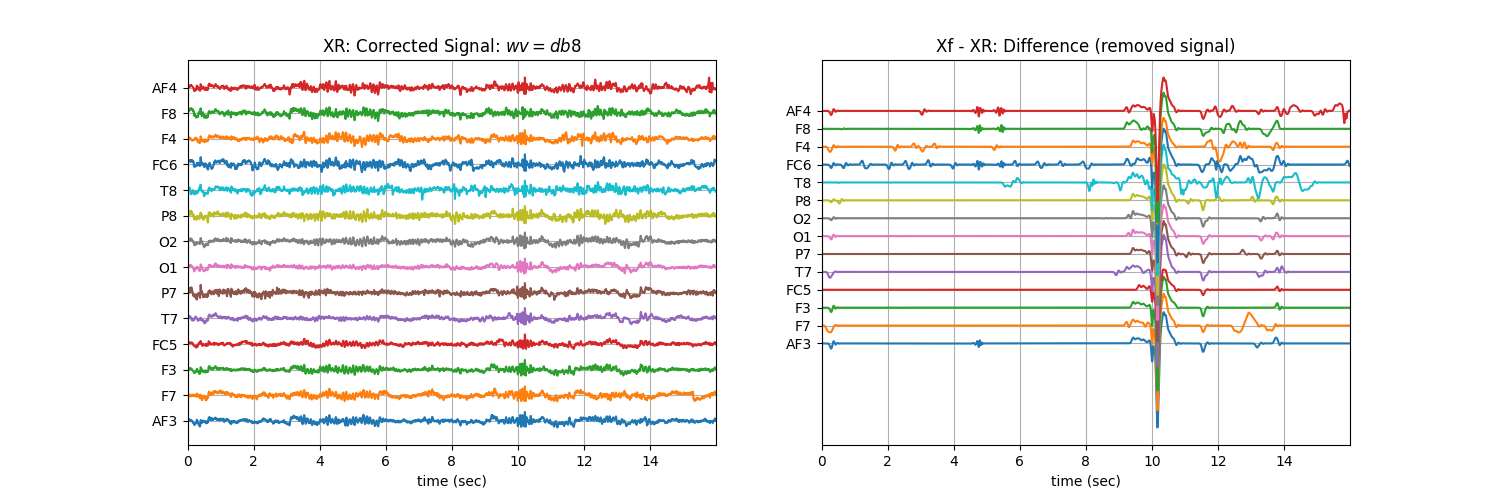 XR: Corrected Signal: wv = db8
AF4
F8
F4
FC6
T8
P8
O2
O1
P7
T7
FC5
F3
F7
AF3
0 2 4 6 8 10 12 14
time (sec)
Xf - XR: Difference (removed signal)
AF4
F8
F4
FC6
T8
P8
O2
O1
P7
T7
FC5
F3
F7
AF3
0 2 4 6 8 10 12 14
time (sec)